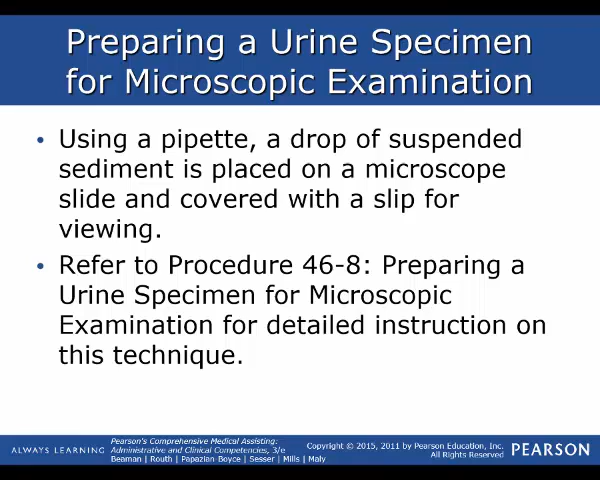 Preparing a Urine Specimen
for Microscopic Examination
• Using a pipette, a drop of suspended
sediment is placed on a microscope
slide and covered with a slip for
viewing.
• Refer to Procedure 46-8: Preparing a
Urine Specimen for Microscopic
Examination for detailed instruction on
this technique.
ALWAYS LEARNING
Pearson's Comprehensive Medical Assisting:
Administrative and Clinical Competencies, 3/e
Beaman | Routh | Papazian-Boyce | Sesser | Mills | Maly
Copyright © 2015, 2011 by Pearson Education, Inc.
All Rights Reserved
PEARSON